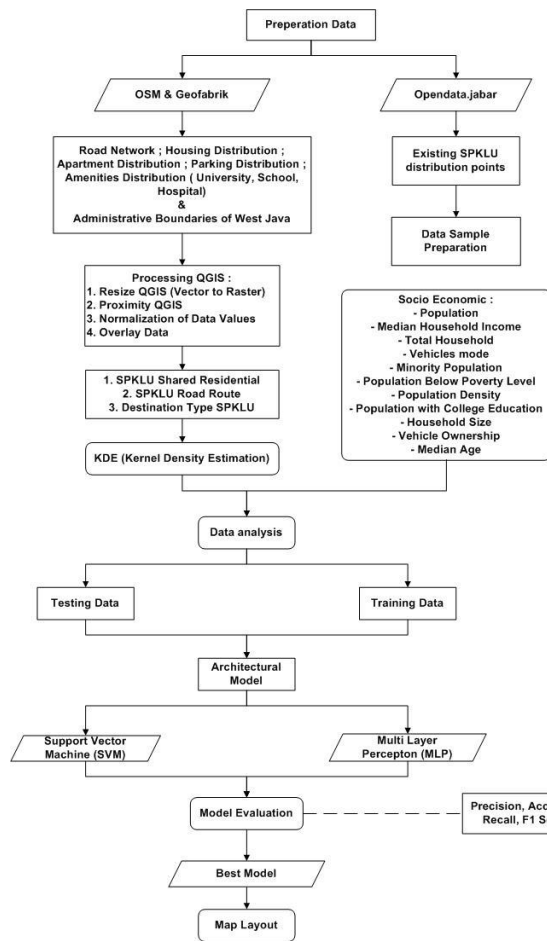 Preperation Data
OSM & Geofabrik
Opendata.jabar
Road Network ; Housing Distribution ;
Apartment Distribution ; Parking Distribution ;
Amenities Distribution ( University, School,
Hospital)
&
Administrative Boundaries of West Java
Existing SPKLU
distribution points
Data Sample
Preparation
Processing QGIS :
1. Resize QGIS (Vector to Raster)
2. Proximity QGIS
3. Normalization of Data Values
4. Overlay Data
Socio Economic :
- Population
- Median Household Income
- Total Household
- Vehicles mode
- Minority Population
- Population Below Poverty Level
- Population Density
- Population with College Education
- Household Size
- Vehicle Ownership
- Median Age
1. SPKLU Shared Residential
2. SPKLU Road Route
3. Destination Type SPKLU
KDE (Kernel Density Estimation)
Data analysis
Testing Data
Training Data
Architectural
Model
Support Vector
Machine (SVM)
Multi Layer
Percepton (MLP)
Model Evaluation
Precision,
Recall, F1
Best Model
Map Layout